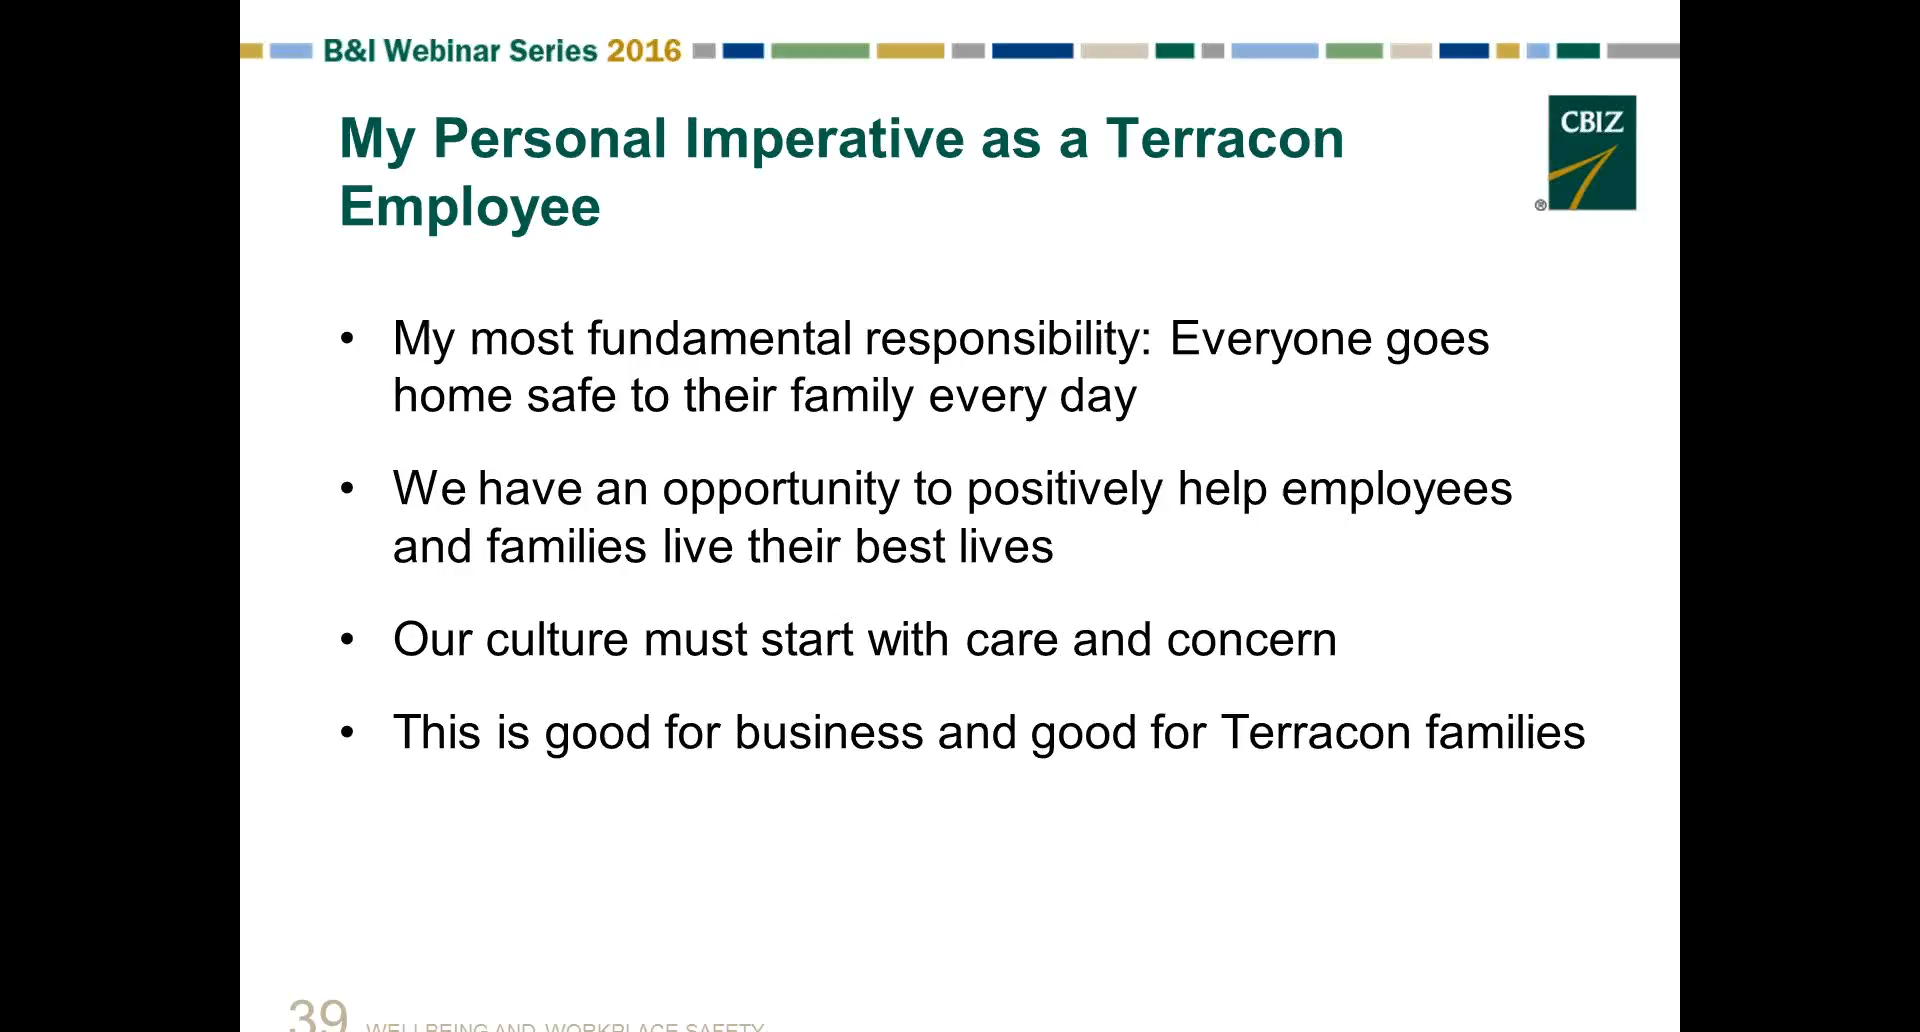 B&I Webinar Series 2016
CBIZ
®
My Personal Imperative as a Terracon
Employee
• My most fundamental responsibility: Everyone goes
home safe to their family every day
• We have an opportunity to positively help employees
and families live their best lives
• Our culture must start with care and concern
• This is good for business and good for Terracon families
39 WELLBEING AND WORKPLACE SAFETY